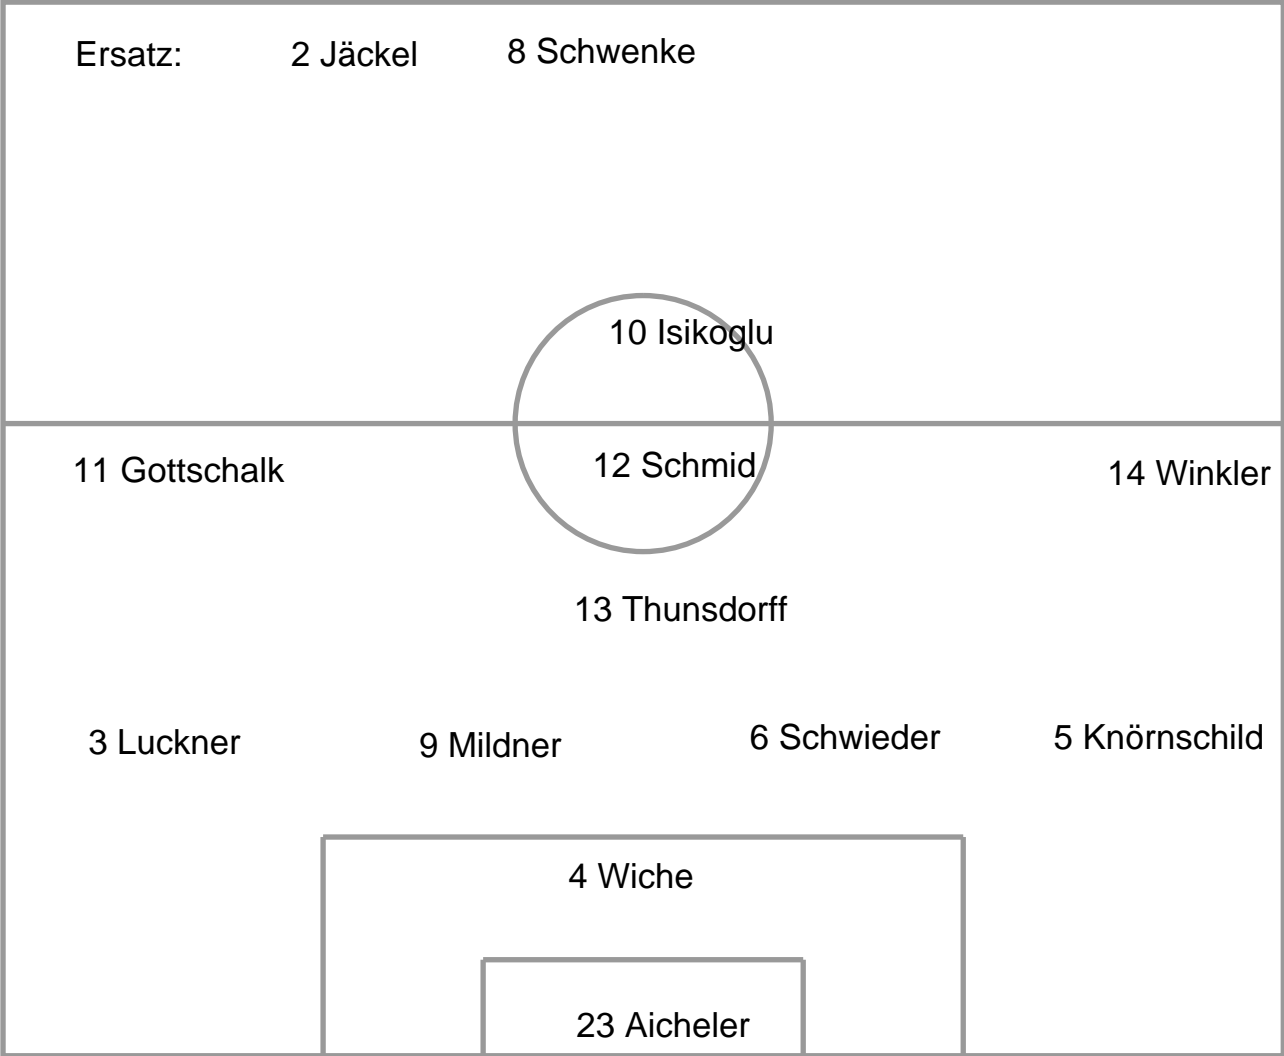 Ersatz: 2 Jäckel 8 Schwenke
10 Isikoglu
11 Gottschalk 12 Schmid 14 Winkler
13 Thunsdorff
3 Luckner 9 Mildner 6 Schwieder 5 Knörnschild
4 Wiche
23 Aicheler